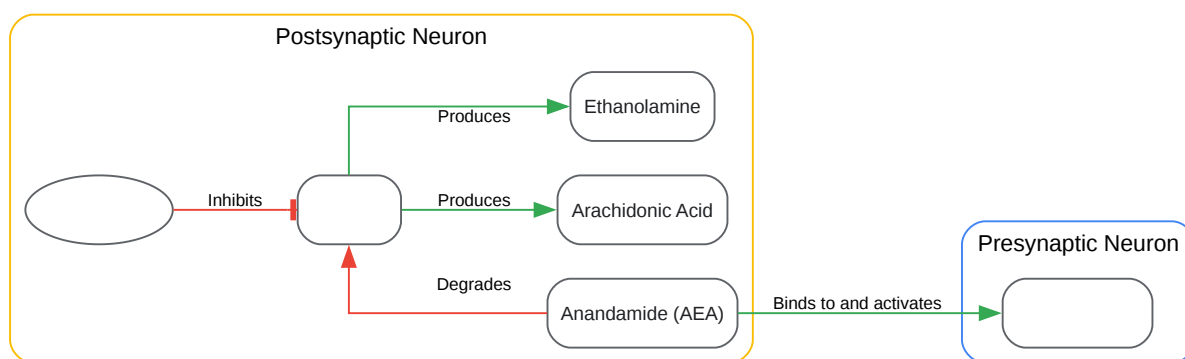 Postsynaptic Neuron
Ethanolamine
Produces
Inhibits
Produces
Arachidonic Acid
Presynaptic Neuron
Degrades
Anandamide (AEA)
Binds to and activates